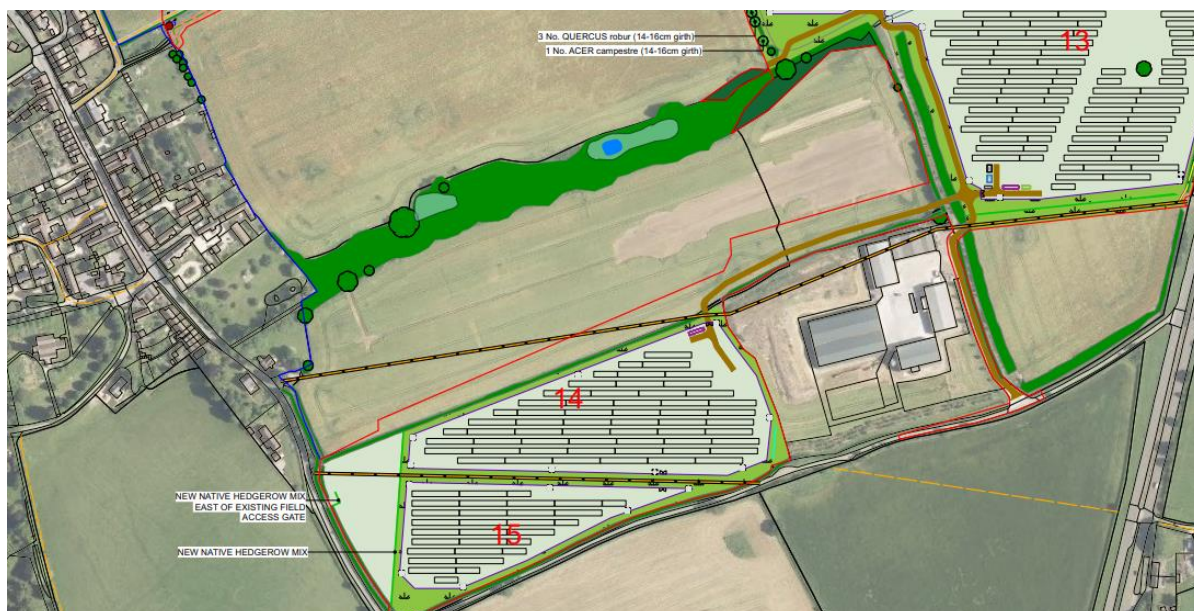 3 No. QUERCUS robur (14-16cm girth)
1 No. ACER campestre (14-16cm girth)
13
14
NEW NATIVE HEDGEROW MIX
EAST OF EXISTING FIELD
ACCESS GATE
15
NEW NATIVE HEDGEROW MIX